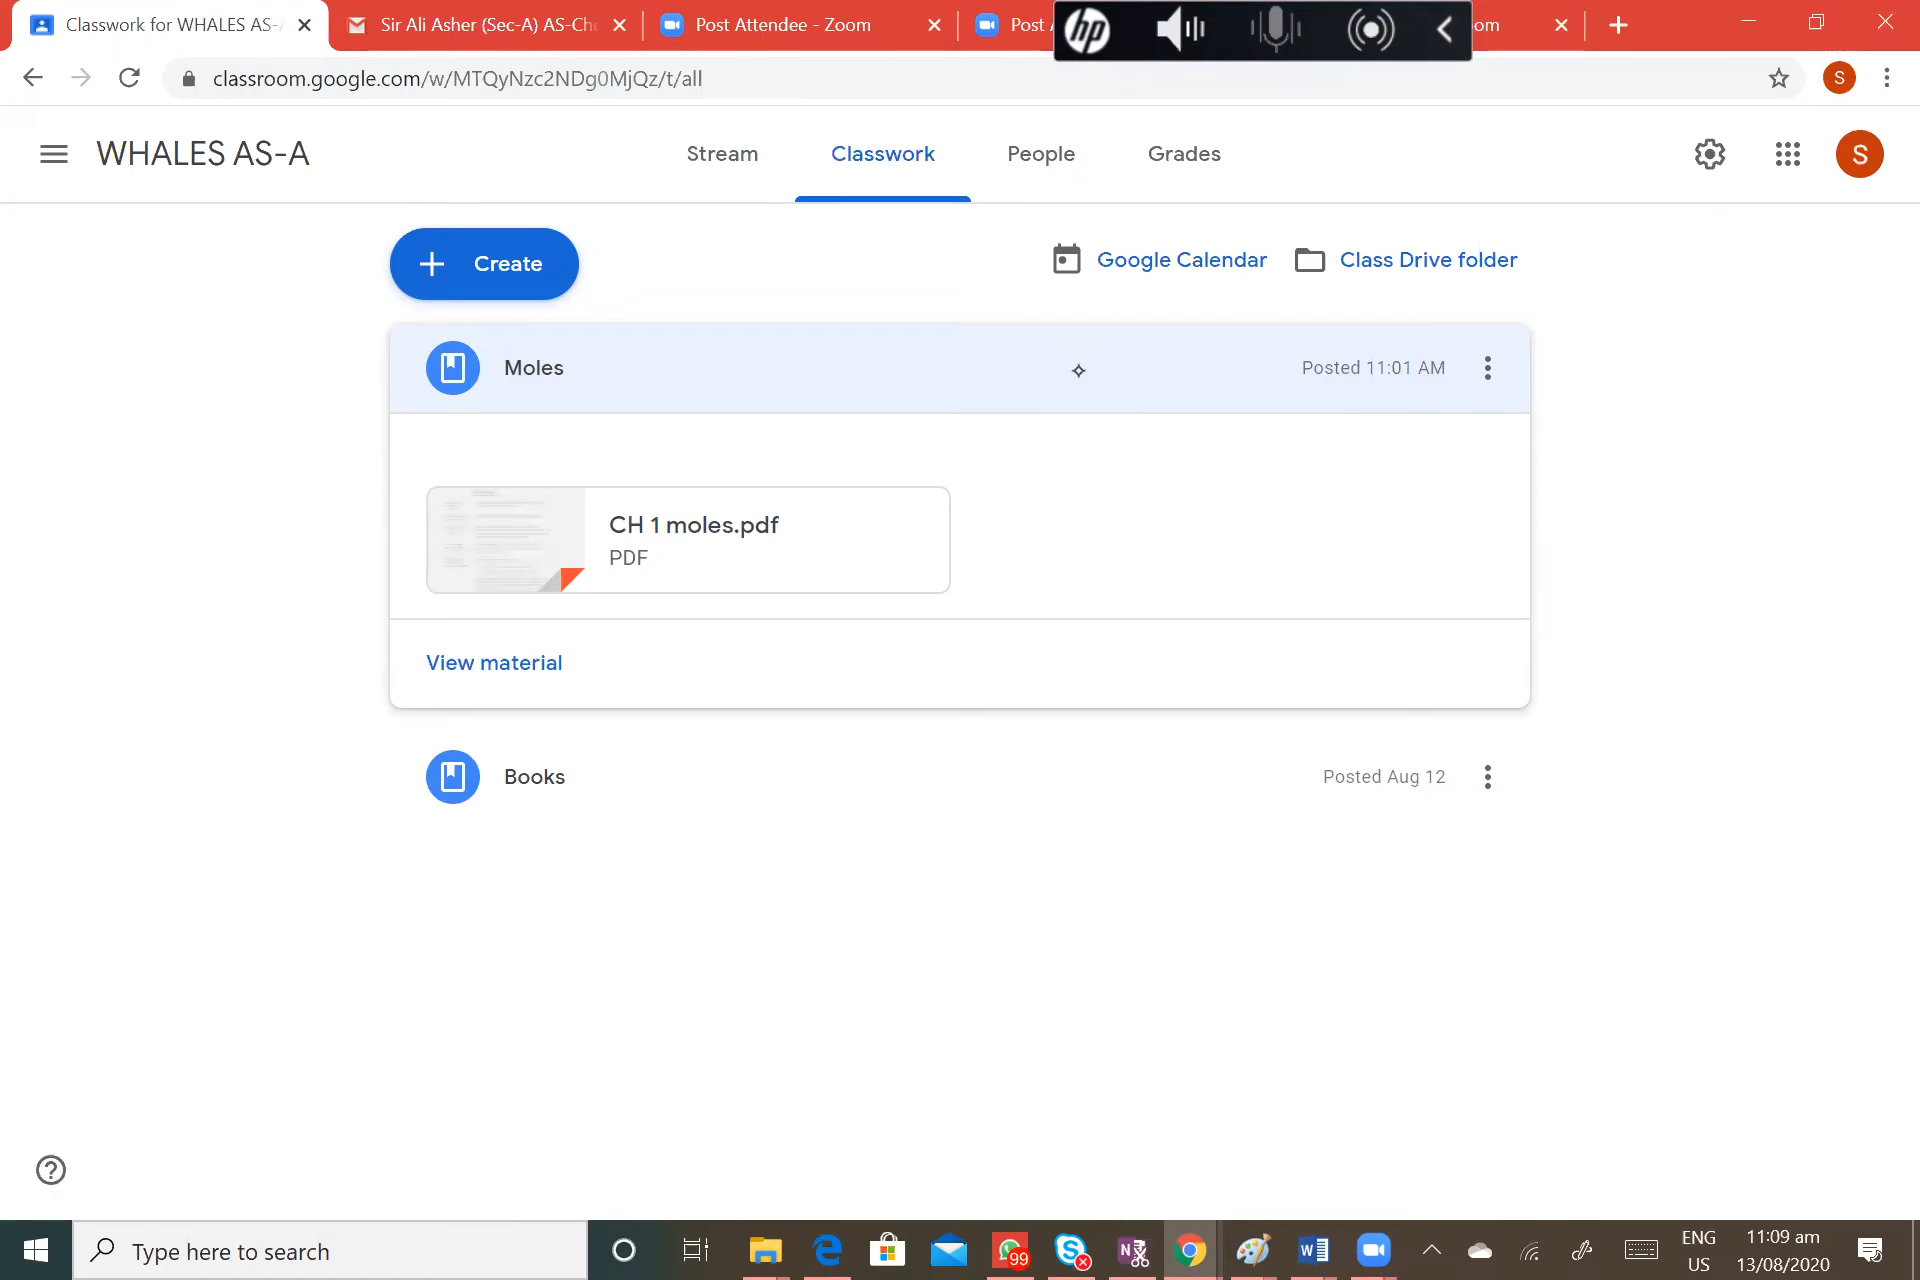 Classwork for WHALES AS-A
Sir Ali Asher (Sec-A) AS-Che
Post Attendee - Zoom
Post A
om
classroom.google.com/w/MTQyNzc2NDg0MjQz/t/all
S
WHALES AS-A
Stream
Classwork
People
Grades
S
Create
Google Calendar
Class Drive folder
Moles
Posted 11:01 AM
CH 1 moles.pdf
PDF
View material
Books
Posted Aug 12
Type here to search
99
ENG
US
11:09 am
13/08/2020